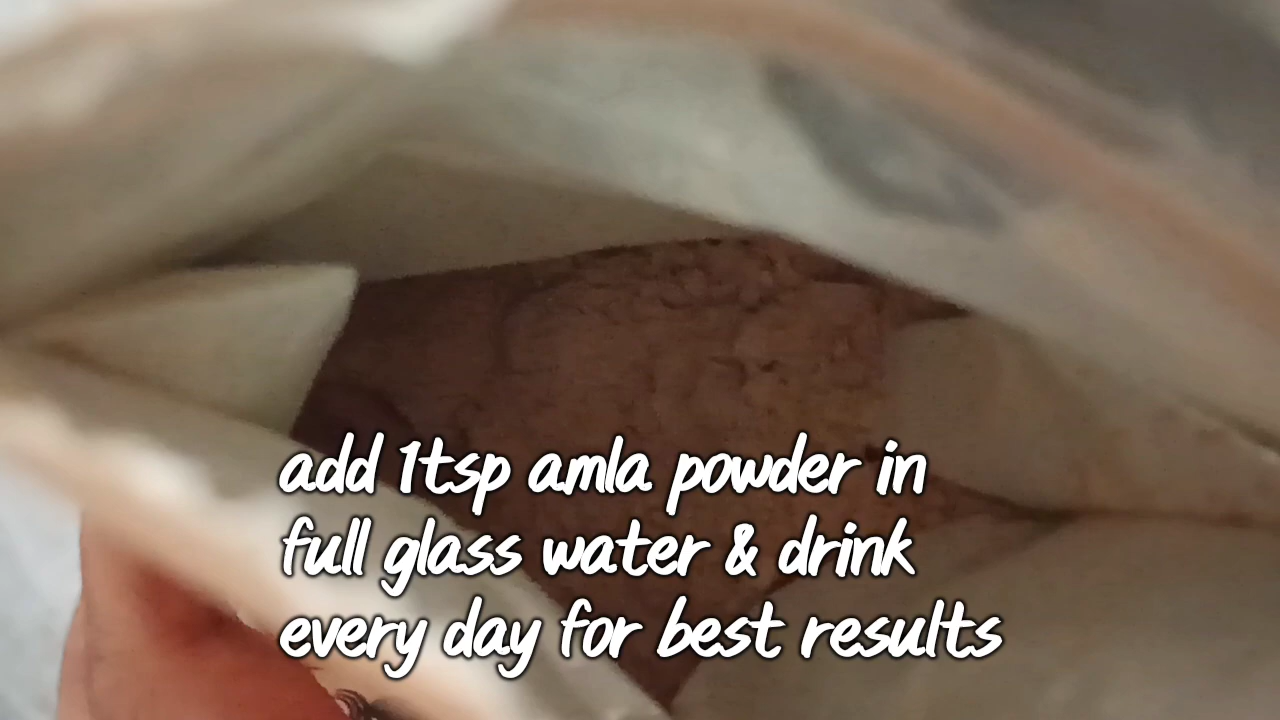 add 1tsp amla powder in
full glass water & drink
every day for best results